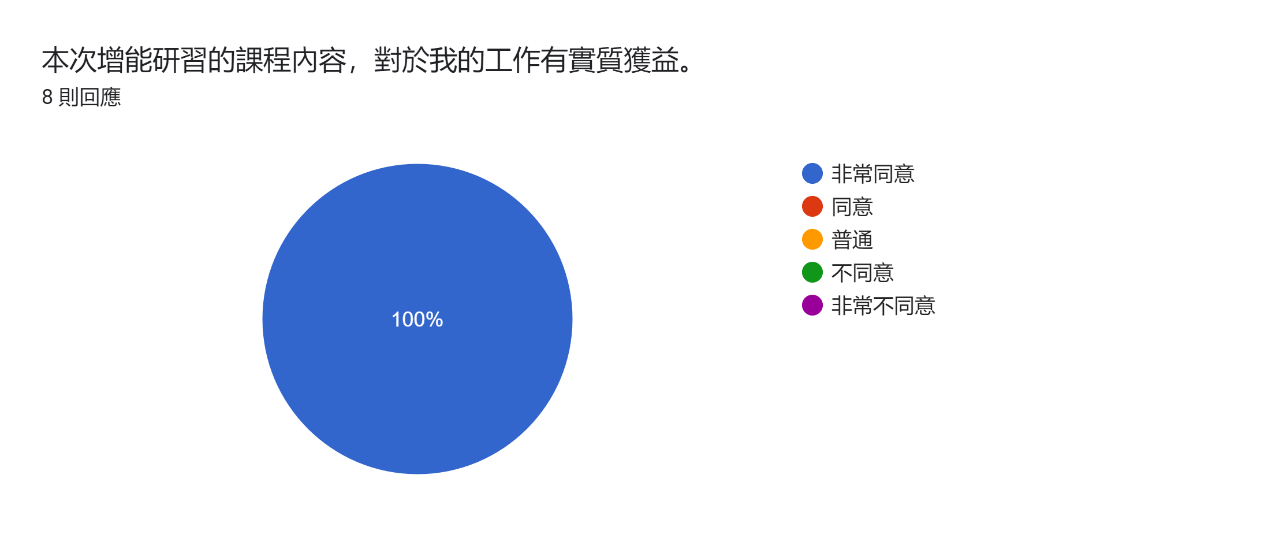 本次增能研習的課程內容，對於我的工作有實質獲益。
8 則回應
100%
非常同意
同意
普通
不同意
非常不同意